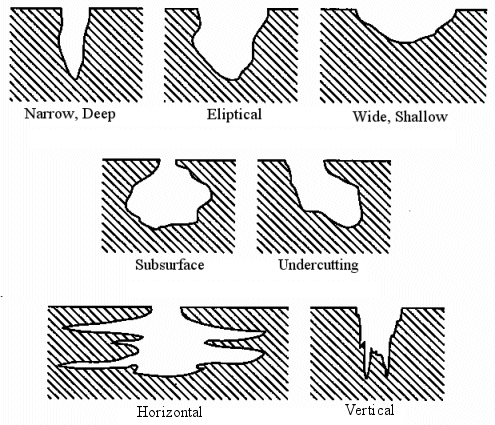 Narrow, Deep
Eliptical
Wide, Shallow
Subsurface
Undercutting
Horizontal
Vertical